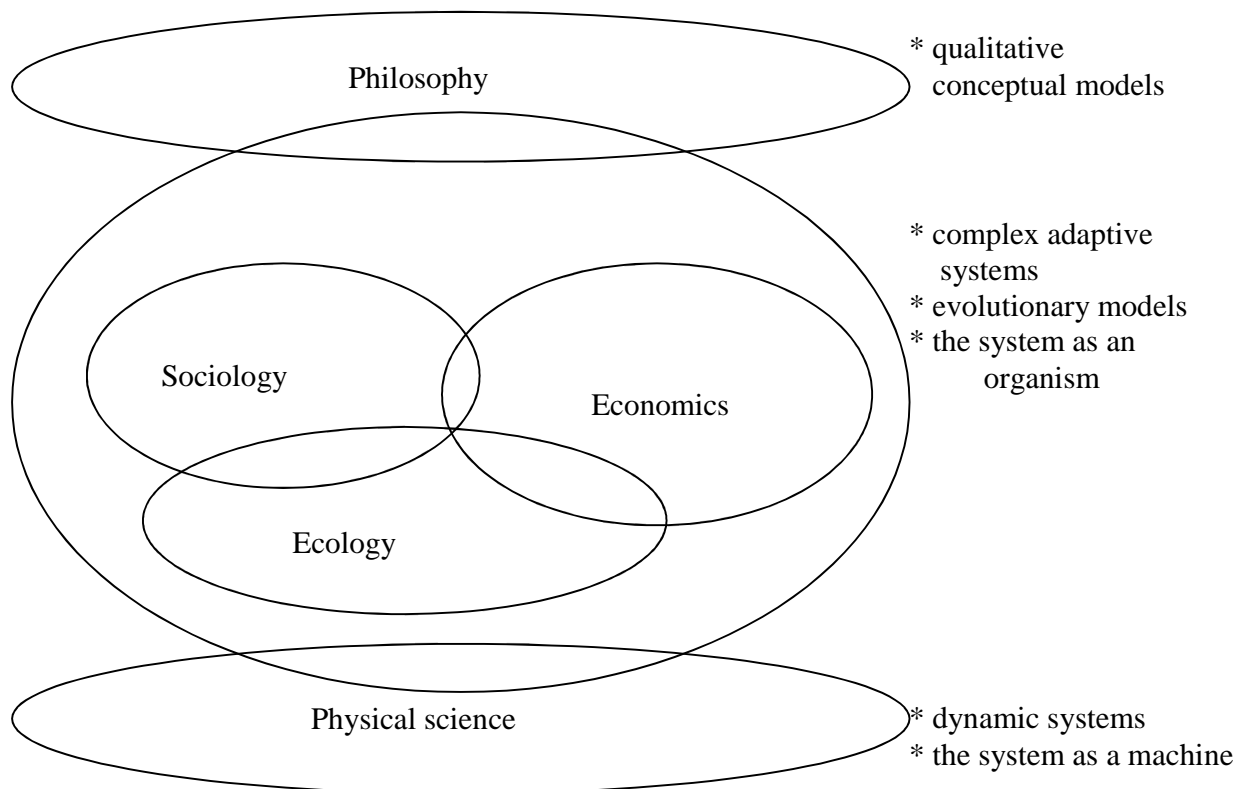 Philosophy
* qualitative
conceptual models
* complex adaptive
systems
* evolutionary models
* the system as an
organism
Sociology
Economics
Ecology
Physical science
* dynamic systems
* the system as a machine